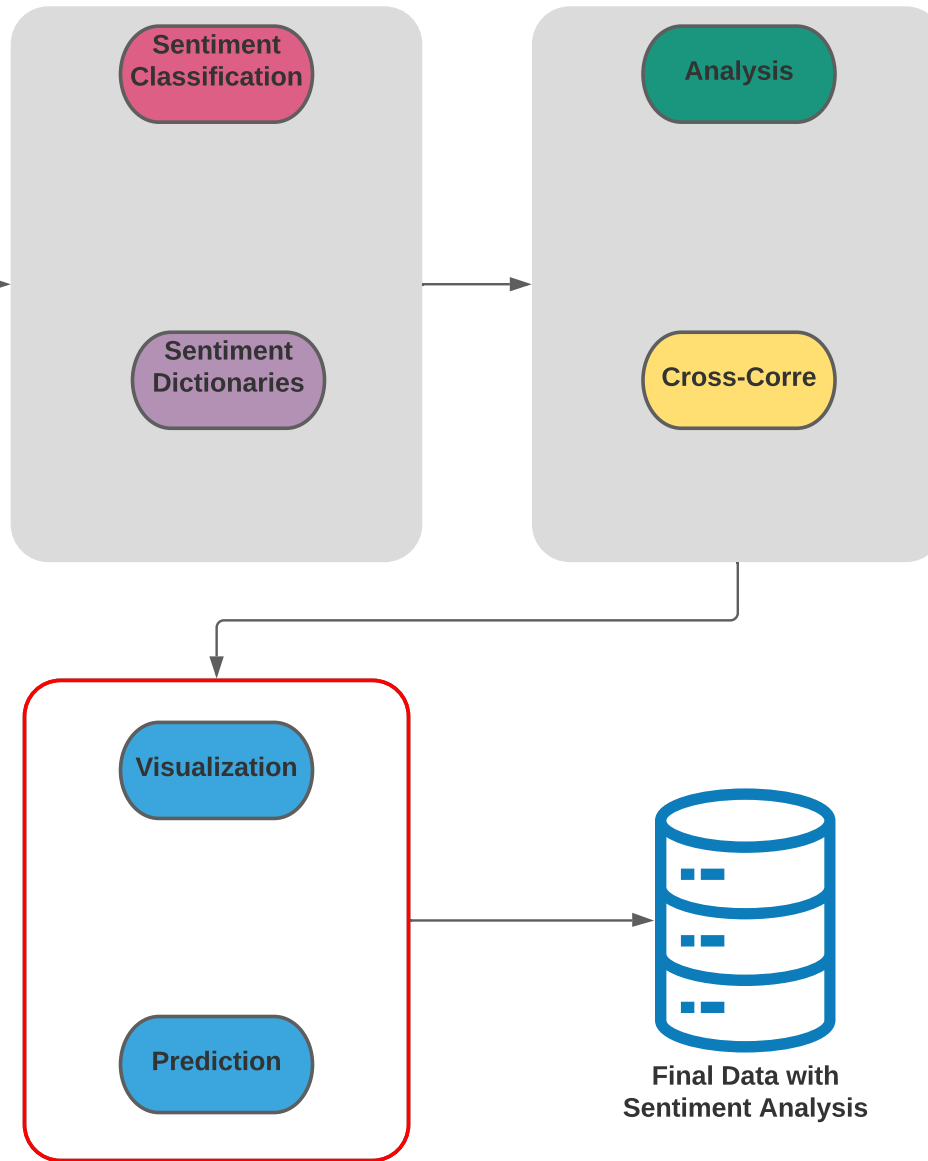 Sentiment
Classification
Analysis
Sentiment
Dictionaries
Cross-Corre
Visualization
Prediction
Final Data with
Sentiment Analysis